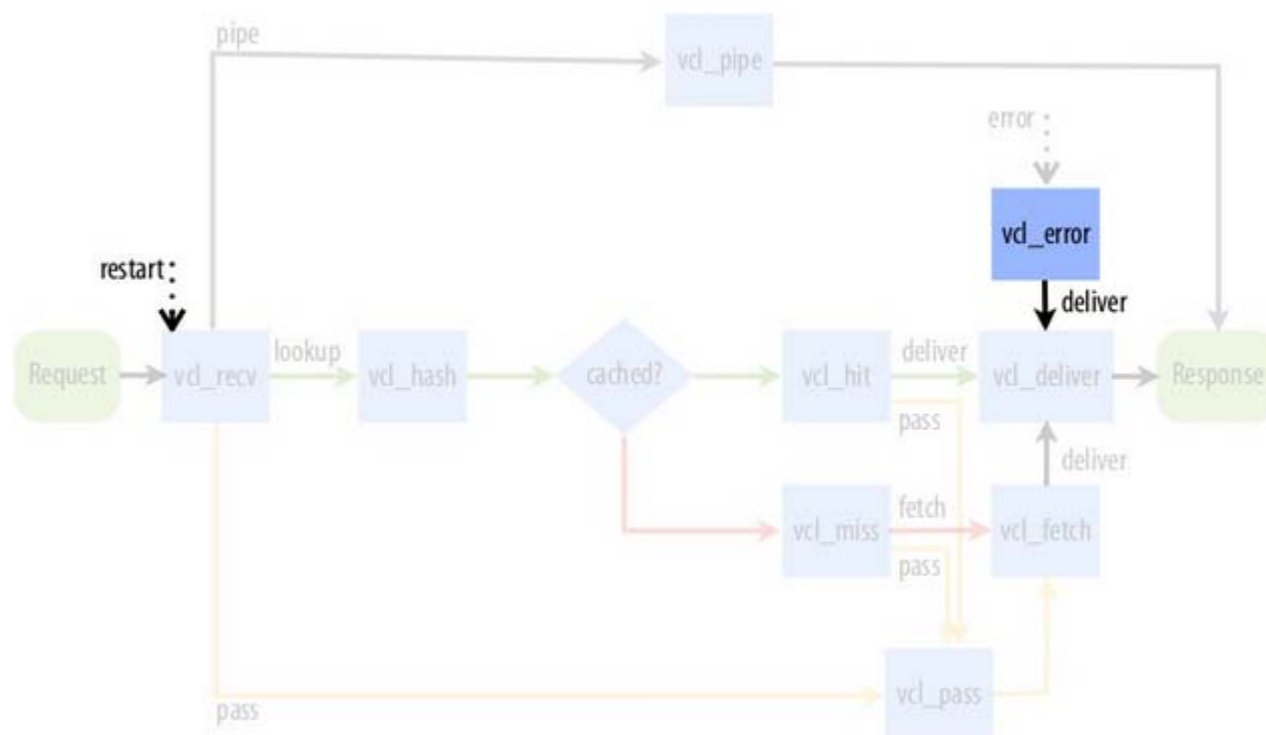 pipe
vcl_pipe
error
vcl_error
restart
deliver
Request
vcl_recv
lookup
vcl_hash
cached?
vcl_hit
deliver
vcl_deliver
Response
pass
deliver
vcl_miss
fetch
vcl_fetch
pass
vcl_pass
pass